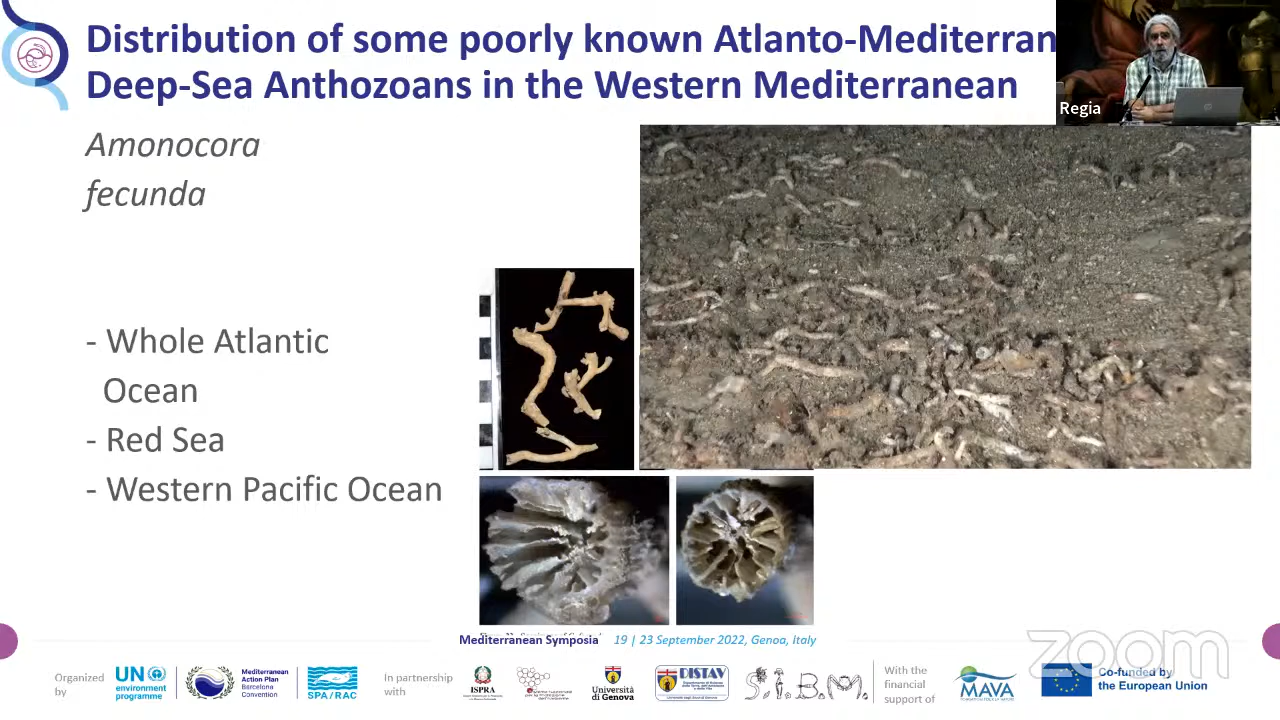 Distribution of some poorly known Atlanto-Mediterran
Deep-Sea Anthozoans in the Western Mediterranean
Regia
Amonocora
fecunda
- Whole Atlantic
Ocean
- Red Sea
- Western Pacific Ocean
Mediterranean Symposia 19 | 23 September 2022, Genoa, Italy
zoom
Organized
by
UN
environment
programme
Mediterranean
Action Plan
Barcelona
Convention
SPA/RAC
In partnership
with
ISPRA
Università
di Genova
DISTAV
S.I.B.M.
With the
financial
support of
MAVA
Co-funded by
the European Union